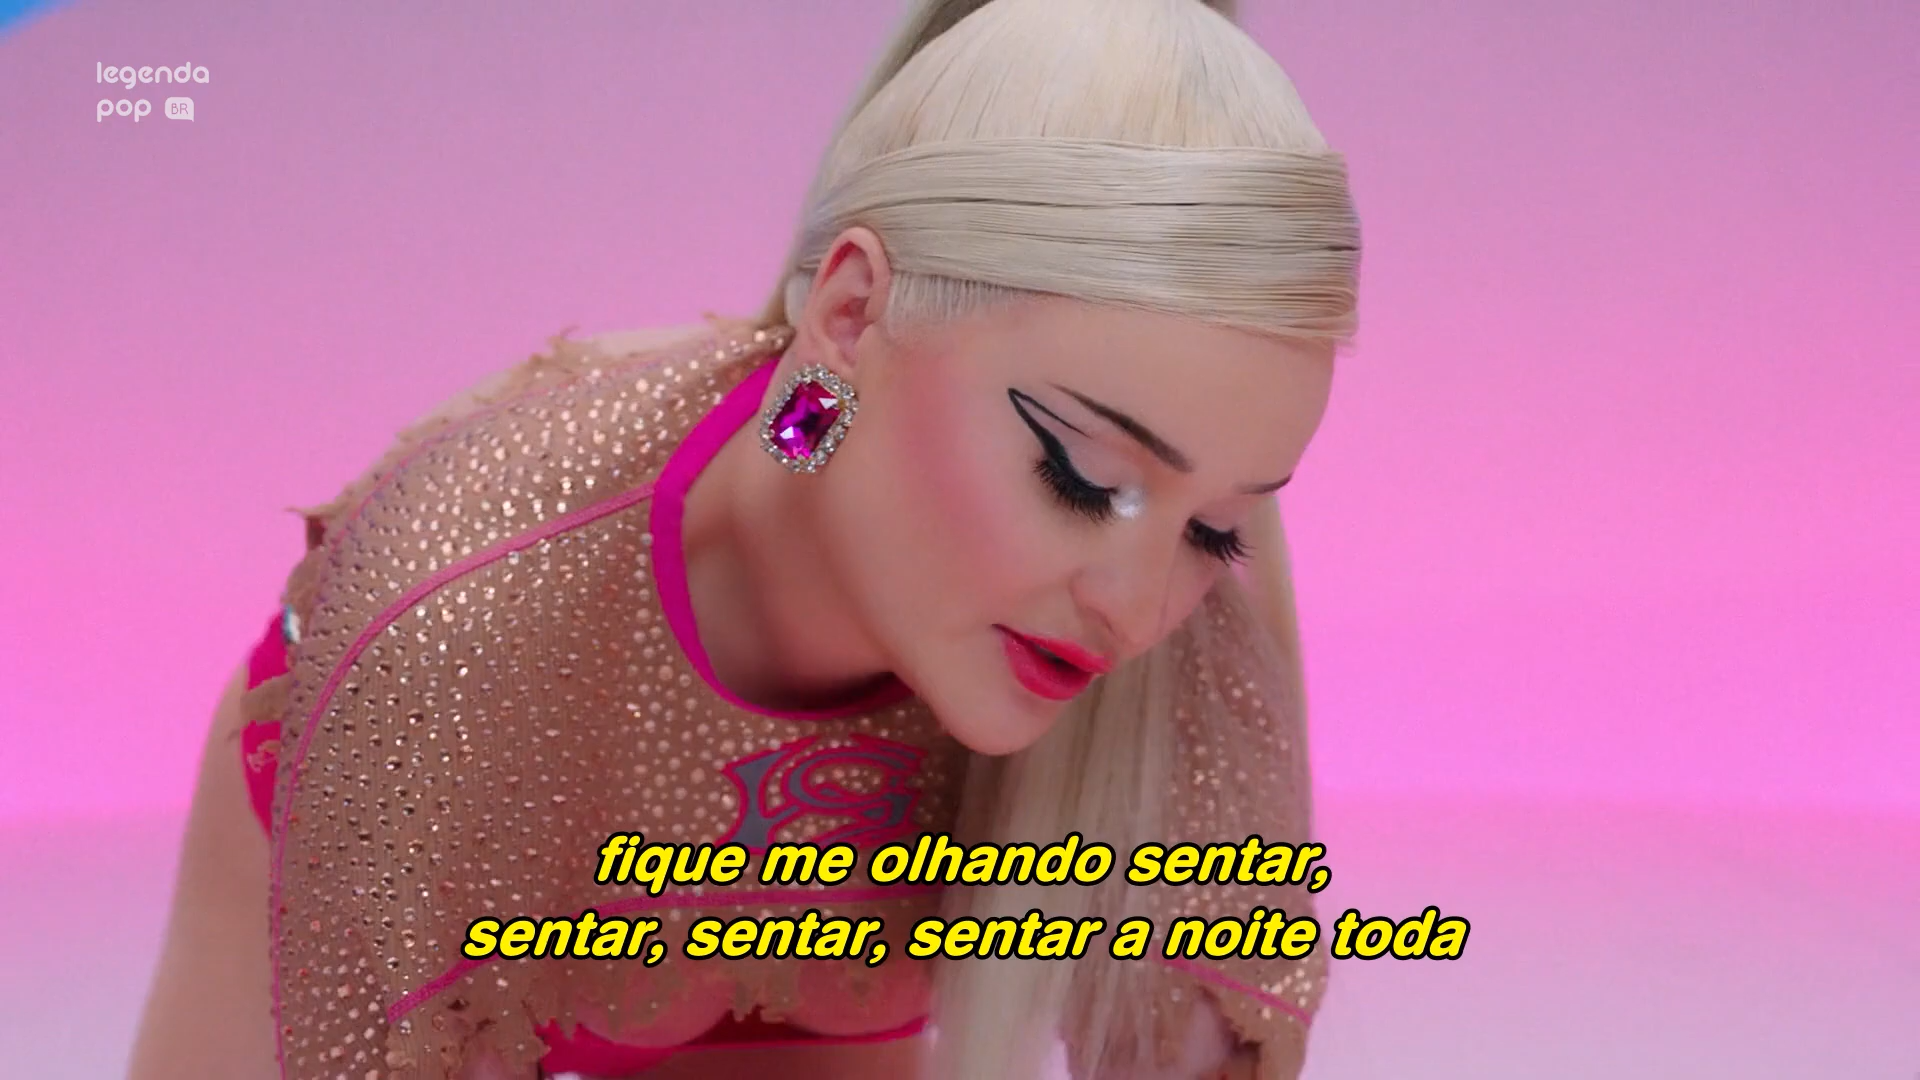 legenda
pop BR
fique me olhando sentar,
sentar, sentar, sentar a noite toda